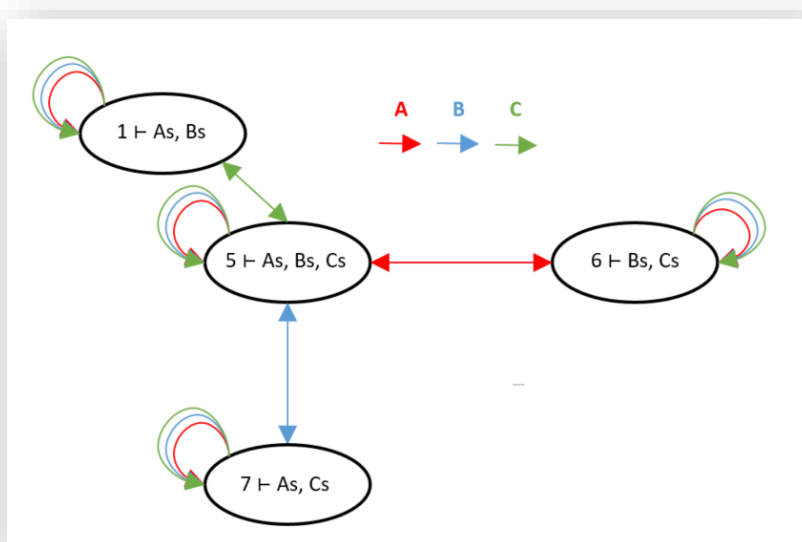 A B C
1 ⊢ As, Bs
5 ⊢ As, Bs, Cs
6 ⊢ Bs, Cs
7 ⊢ As, Cs